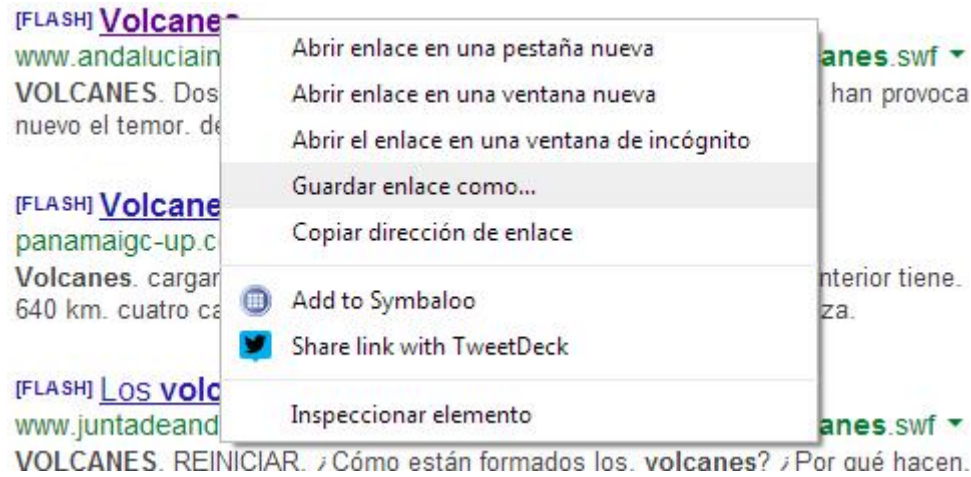 [FLASH] Volcanes
www.andaluciain anes.swf
VOLCANES. Dos , han provoca
nuevo el temor. de
Abrir enlace en una pestaña nueva
Abrir enlace en una ventana nueva
Abrir el enlace en una ventana de incógnito
Guardar enlace como...
Copiar dirección de enlace
Add to Symbaloo
Share link with TweetDeck
Inspeccionar elemento
[FLASH] Volcane
panamaigc-up.c
Volcanes. cargar nterior tiene.
640 km. cuatro ca za.
[FLASH] Los volc
www.juntadeand anes.swf
VOLCANES. REINICIAR. ¿Cómo están formados los. volcanes? ¿Por qué hacen.